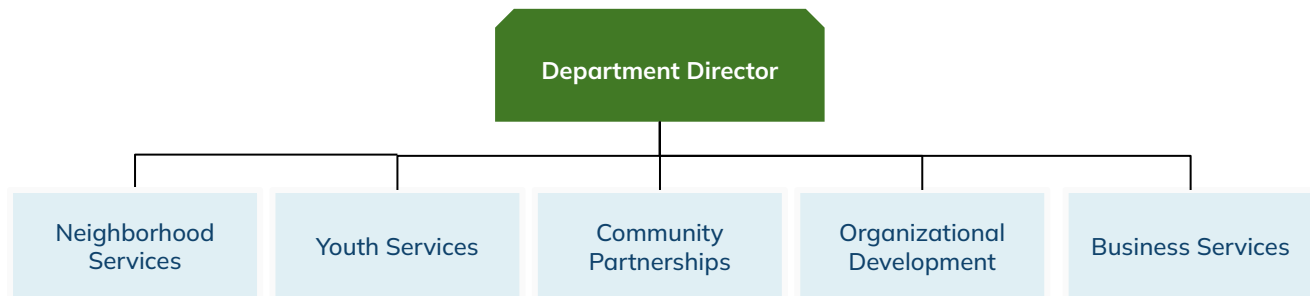 Department Director
Neighborhood
Services
Youth Services
Community
Partnerships
Organizational
Development
Business Services